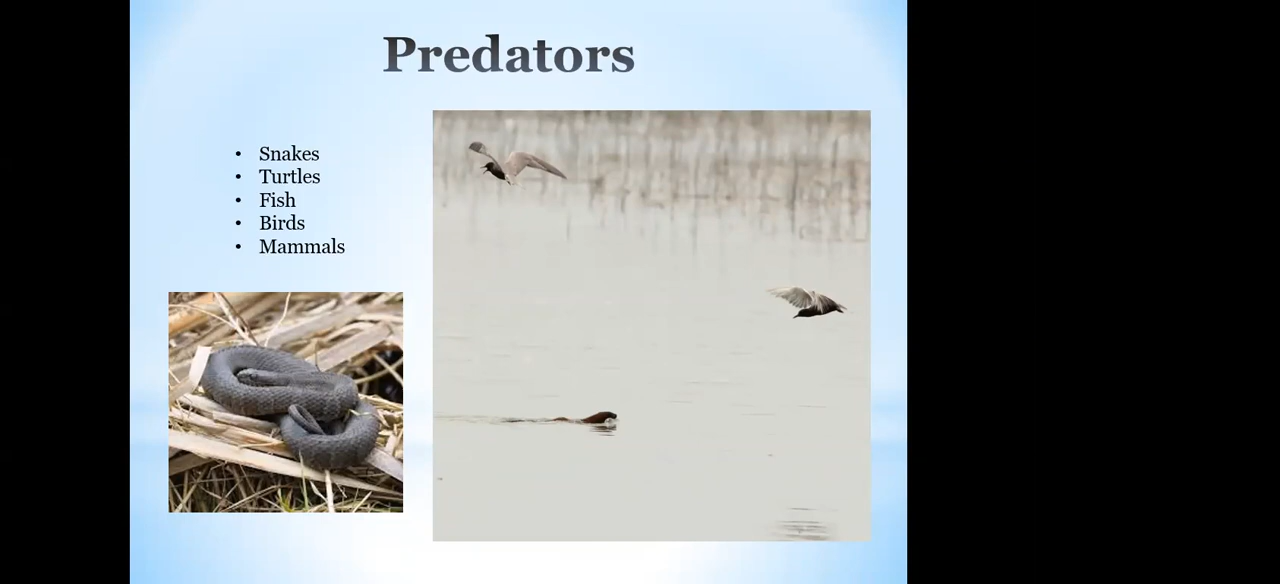 Predators
• Snakes
• Turtles
• Fish
• Birds
• Mammals